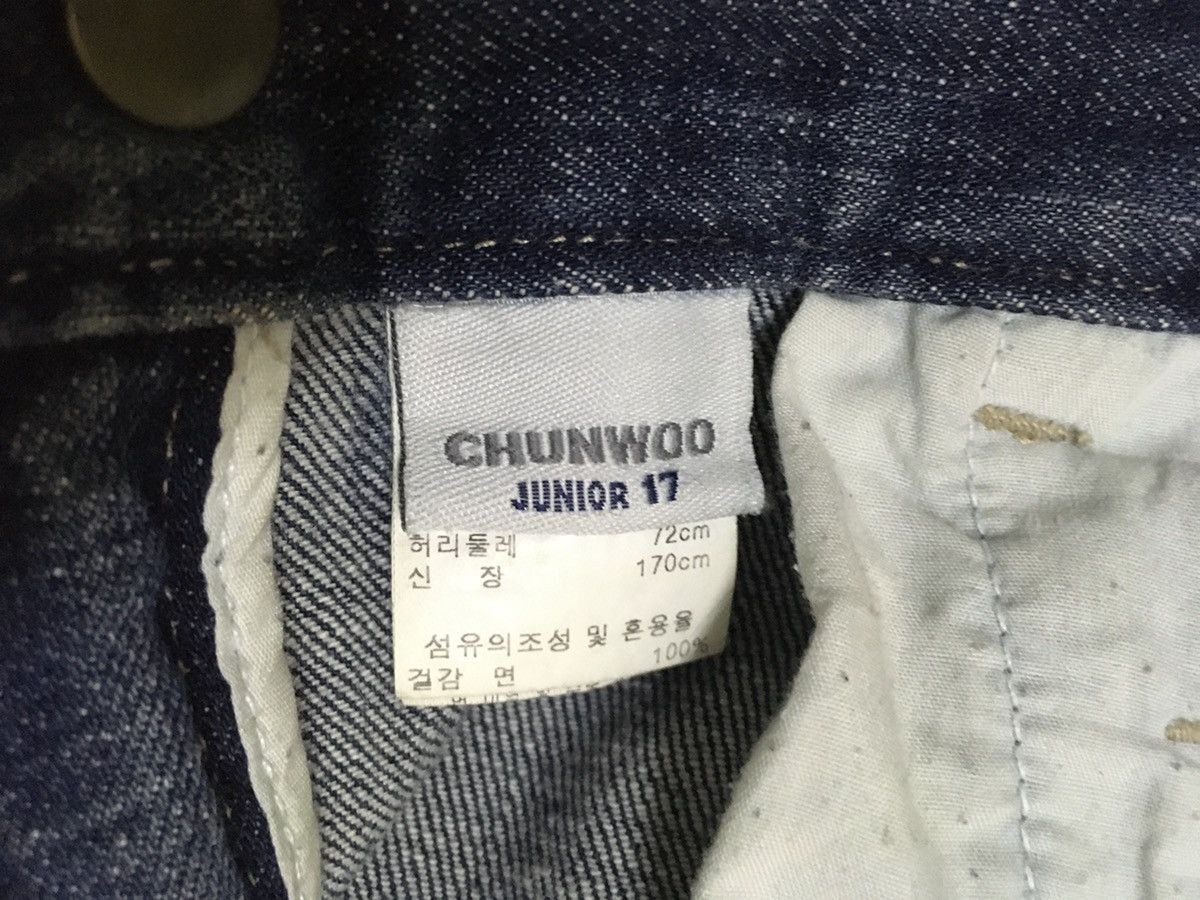 CHUNWOO
JUNIOR 17
허리둘레 72cm
신 장 170cm
섬유의조성 및 혼용율
겉감 면 100%